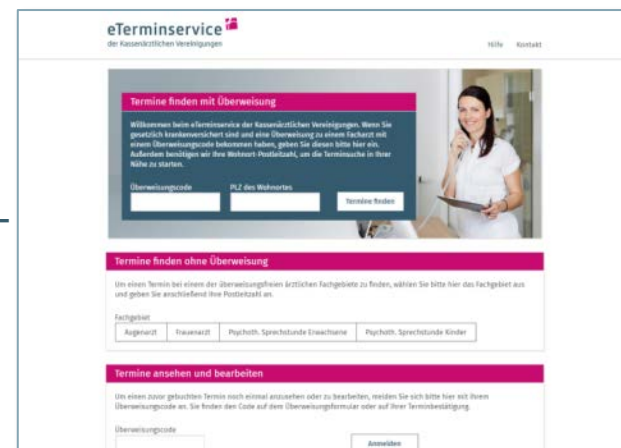 eTerminservice
der Kassenärztlichen Vereinigungen
Hilfe Kontakt
Termine finden mit Überweisung
Willkommen beim eTerminservice der Kassenärztlichen Vereinigungen. Wenn Sie
gesetzlich krankenversichert sind und eine Überweisung zu einem Facharzt mit
einem Überweisungscode bekommen haben, geben Sie diesen bitte hier ein.
Außerdem benötigen wir Ihre Wohnort-Postleitzahl, um die Terminsuche in Ihrer
Nähe zu starten.
Überweisungscode PLZ des Wohnortes
Termine finden
Termine finden ohne Überweisung
Um einen Termin bei einem der überweisungsfreien ärztlichen Fachgebiete zu finden, wählen Sie bitte hier das Fachgebiet aus
und geben Sie anschließend Ihre Postleitzahl an.
Fachgebiet
Augenarzt Frauenarzt Psychoth. Sprechstunde Erwachsene Psychoth. Sprechstunde Kinder
Termine ansehen und bearbeiten
Um einen zuvor gebuchten Termin noch einmal anzusehen oder zu bearbeiten, melden Sie sich bitte hier mit Ihrem
Überweisungscode an. Sie finden den Code auf dem Überweisungsformular oder auf Ihrer Terminbestätigung.
Überweisungscode
Anmelden